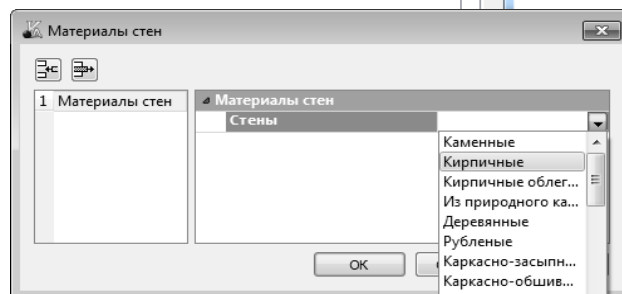 Материалы стен
1 Материалы стен
Материалы стен
Стены
Каменные
Кирпичные
Кирпичные облег...
Из природного ка...
Деревянные
Рубленые
Каркасно-засыпн...
Каркасно-обшив...
OK